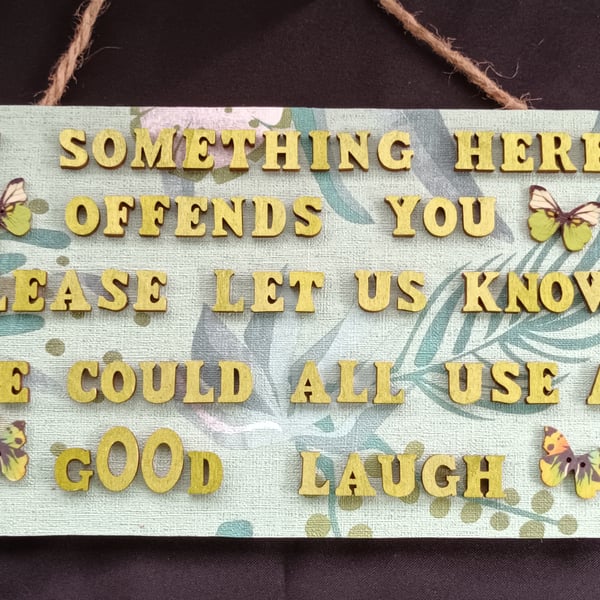 SOMETHING HERE
OFFENDS YOU
LEASE LET US KNOW
E COULD ALL USE A
GOOD LAUGH